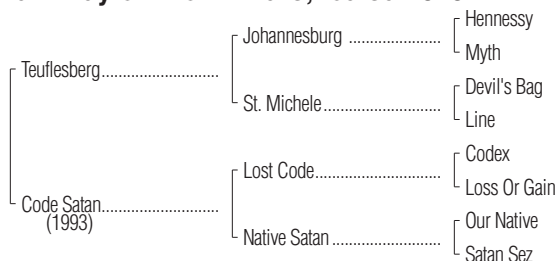 Hennessy
Johannesburg ....................
Myth
Teuflesberg..........................
Devil's Bag
St. Michele..........................
Line
Codex
Lost Code............................
Loss Or Gain
Code Satan..........................
(1993)
Our Native
Native Satan ........................
Satan Sez